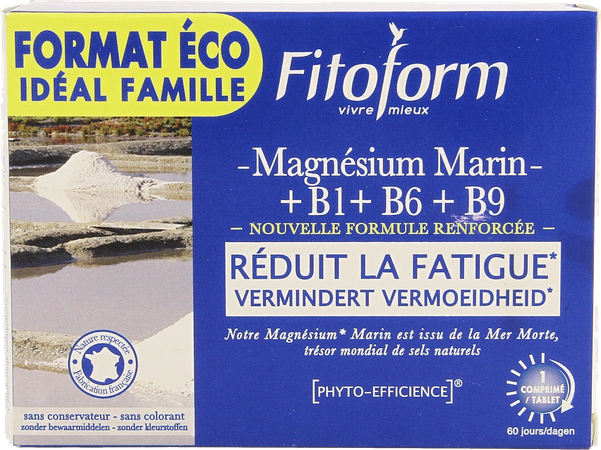 FORMAT ÉCO
IDÉAL FAMILLE
Fitoform
vivre mieux
-Magnésium Marin-
+ B1+ B6 + B9
— NOUVELLE FORMULE RENFORCÉE —
RÉDUIT LA FATIGUE*
VERMINDERT VERMOEIDHEID*
Notre Magnésium* Marin est issu de la Mer Morte,
trésor mondial de sels naturels
[PHYTO-EFFICIENCE]®
Nature respectée
Fabrication française
1
COMPRIMÉ
/ TABLET
60 jours/dagen
sans conservateur - sans colorant
zonder bewaarmiddelen - zonder kleurstoffen